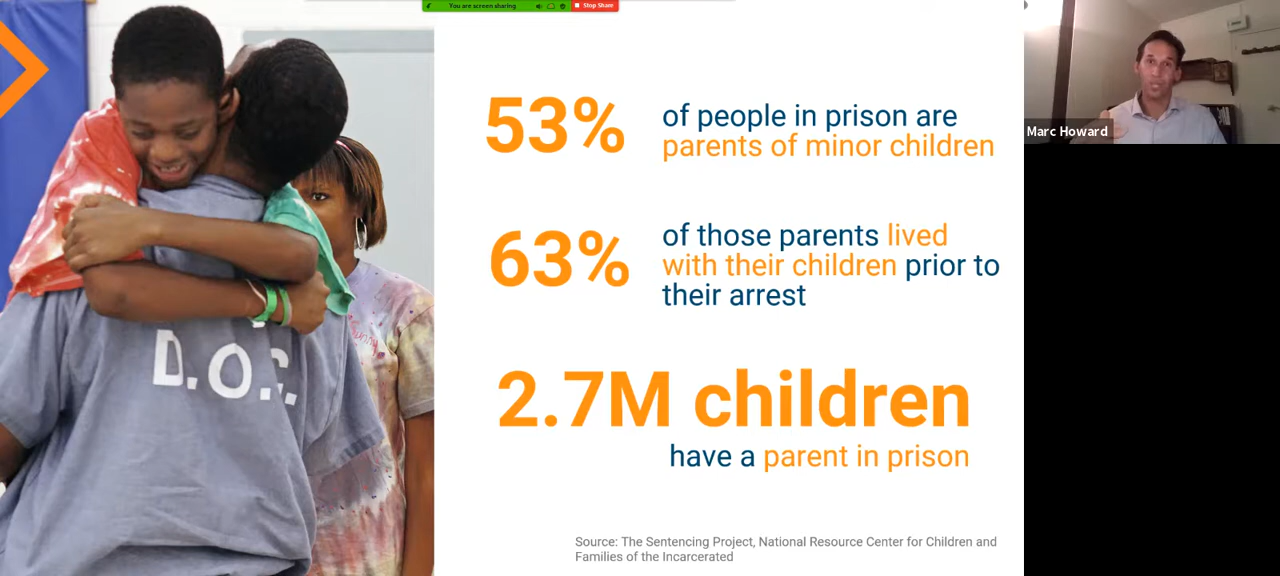 You are screen sharing
Stop Share
53%
of people in prison are
parents of minor children
63%
of those parents lived
with their children prior to
their arrest
2.7M children
have a parent in prison
Source: The Sentencing Project, National Resource Center for Children and
Families of the Incarcerated
D.O.C.
Marc Howard